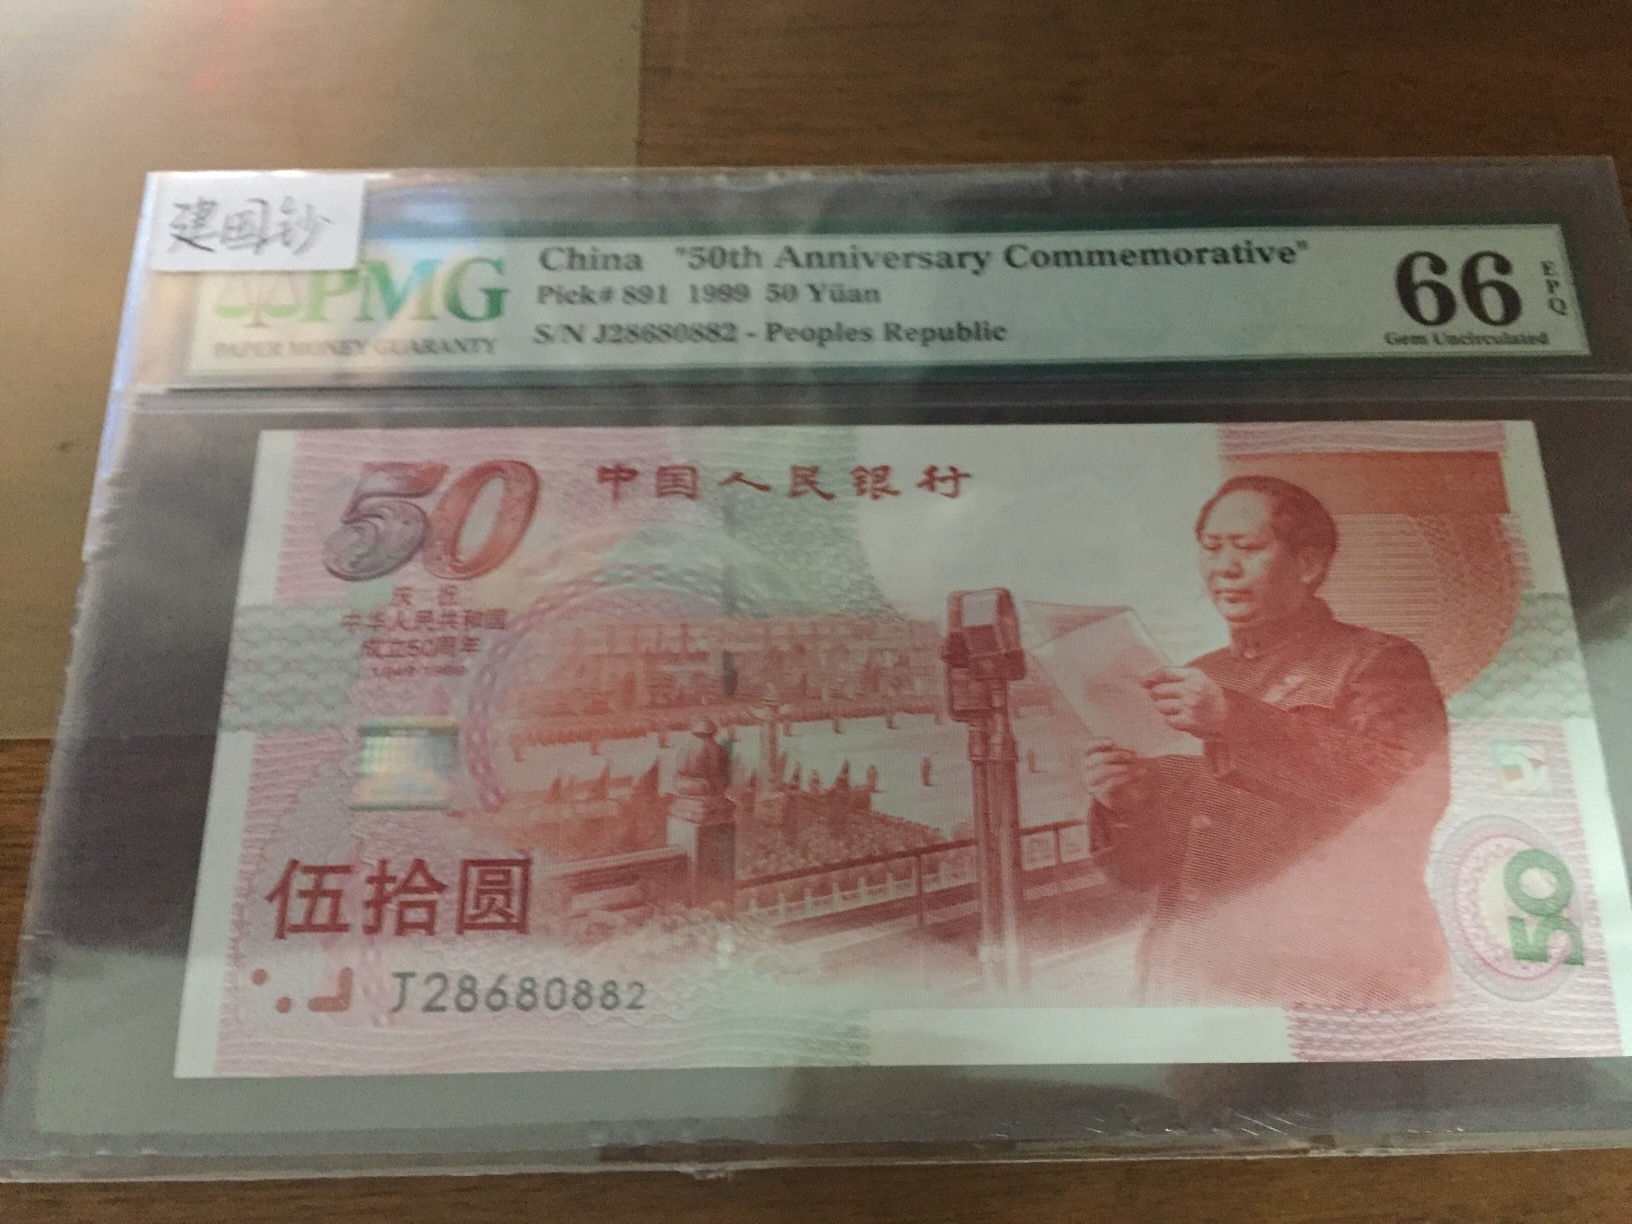 建国钞
PMG
PAPER MONEY GUARANTY
China "50th Anniversary Commemorative"
Pick# 891 1999 50 Yüan
S/N J28680882 - Peoples Republic
66
EPQ
Gem Uncirculated
50
中国人民银行
庆祝
中华人民共和国
成立50周年
1949-1999
伍拾圆
J28680882
50